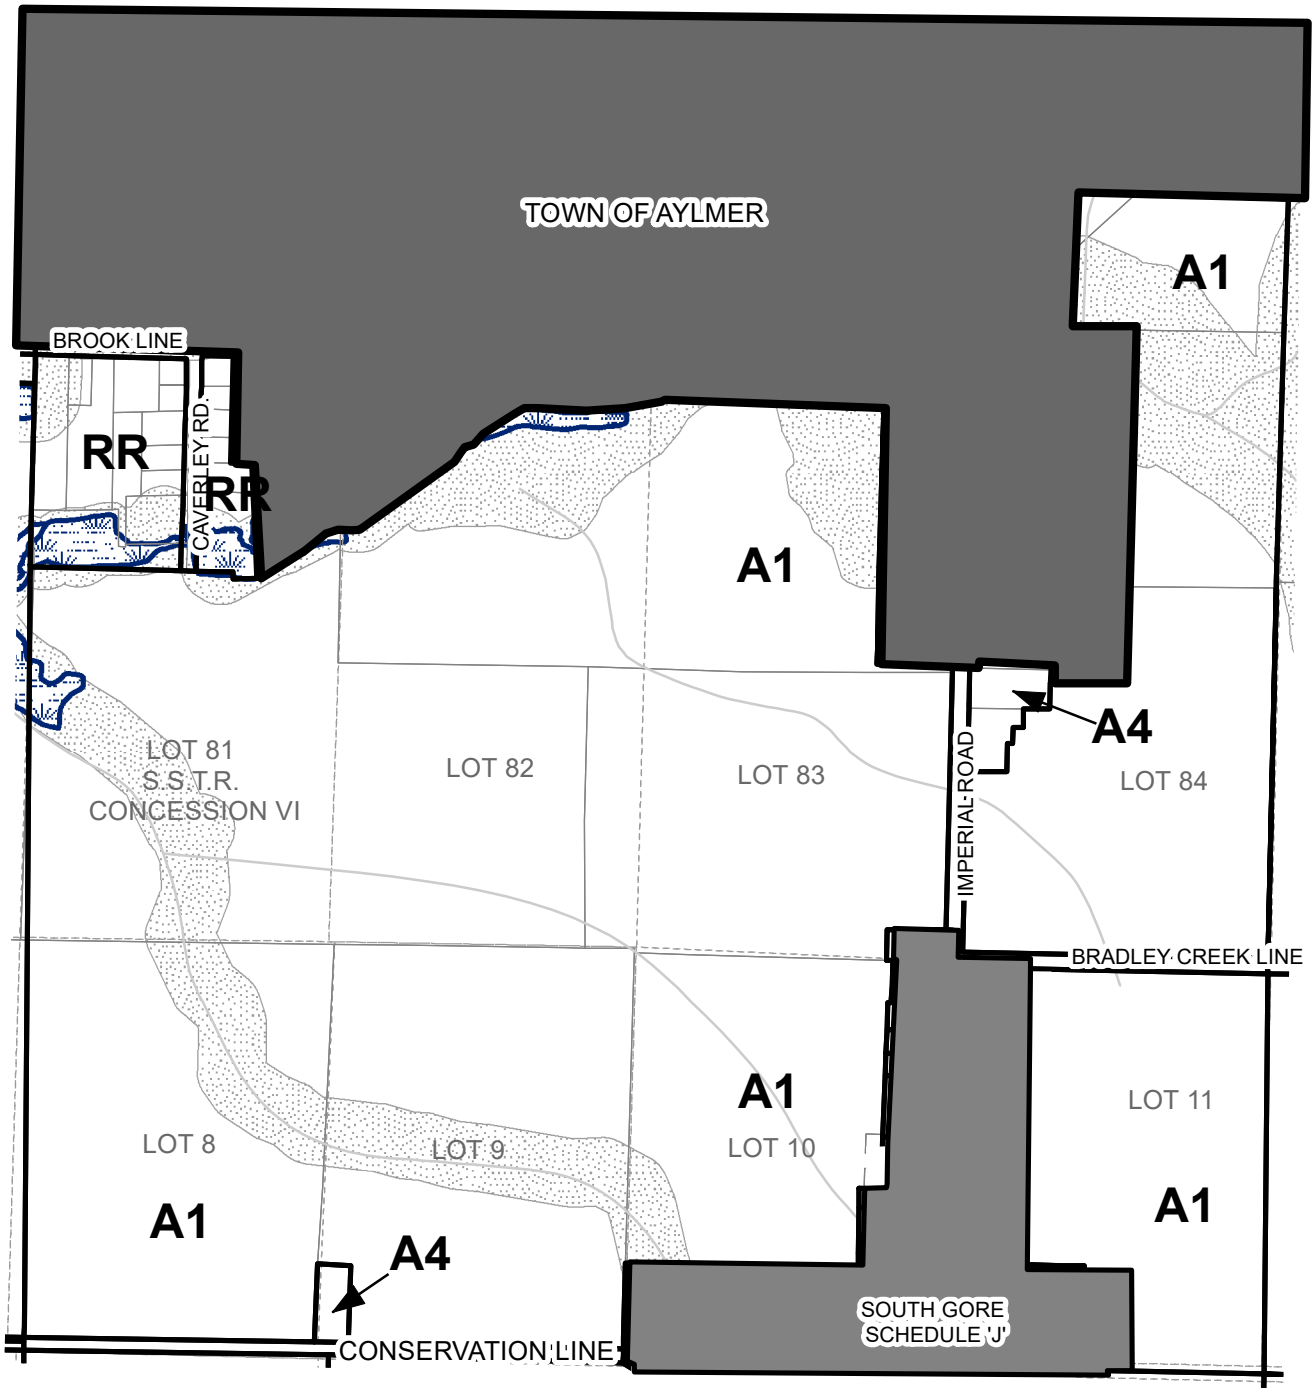 TOWN OF AYLMER
A1
BROOK LINE
CAVERLEY RD.
RR
RR
A1
A4
IMPERIAL ROAD
LOT 81
S.S.T.R.
CONCESSION VI
LOT 82
LOT 83
LOT 84
BRADLEY CREEK LINE
A1
LOT 10
LOT 11
LOT 8
LOT 9
A1
A1
A4
SOUTH GORE
SCHEDULE 'J'
CONSERVATION LINE